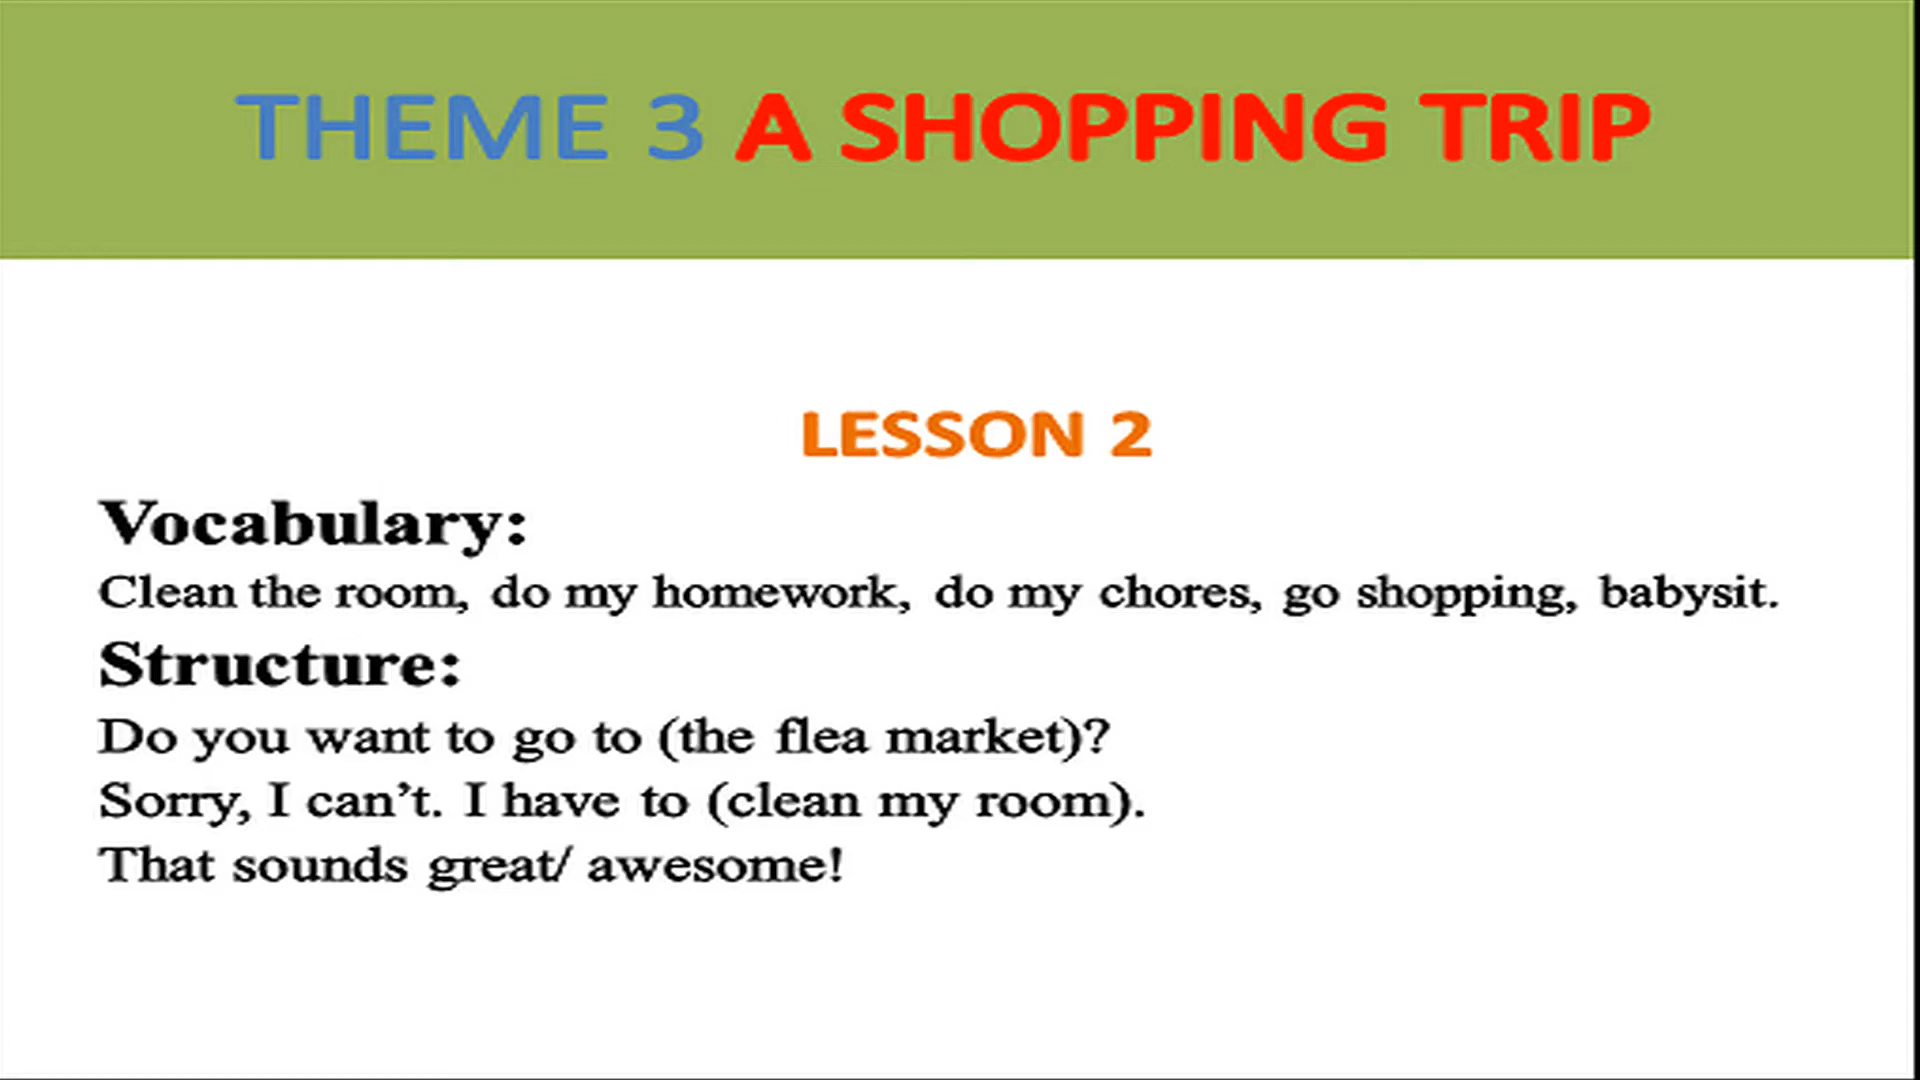 THEME 3 A SHOPPING TRIP
LESSON 2
Vocabulary:
Clean the room, do my homework, do my chores, go shopping, babysit.
Structure:
Do you want to go to (the flea market)?
Sorry, I can’t. I have to (clean my room).
That sounds great/ awesome!